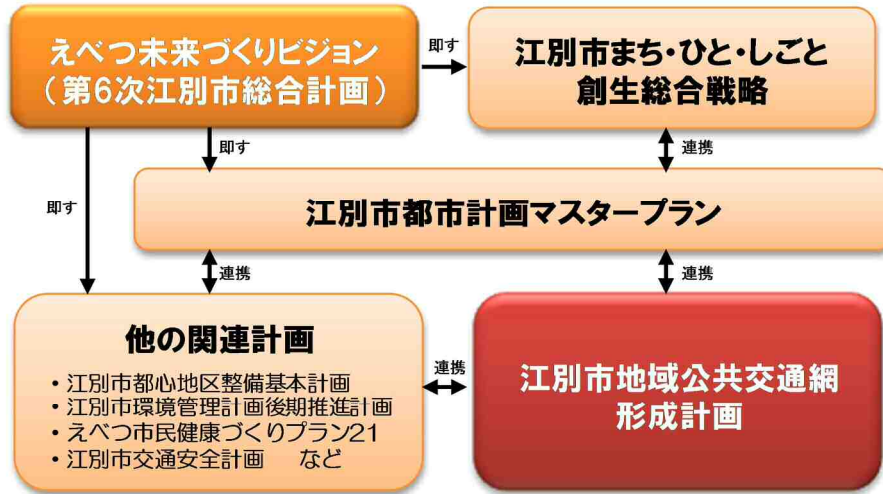 えべつ未来づくりビジョン
（第6次江別市総合計画）
即す
江別市まち・ひと・しごと
創生総合戦略
即す
連携
即す
江別市都市計画マスタープラン
連携
連携
他の関連計画
・江別市都心地区整備基本計画
・江別市環境管理計画後期推進計画
・えべつ市民健康づくりプラン21
・江別市交通安全計画　など
連携
江別市地域公共交通網
形成計画